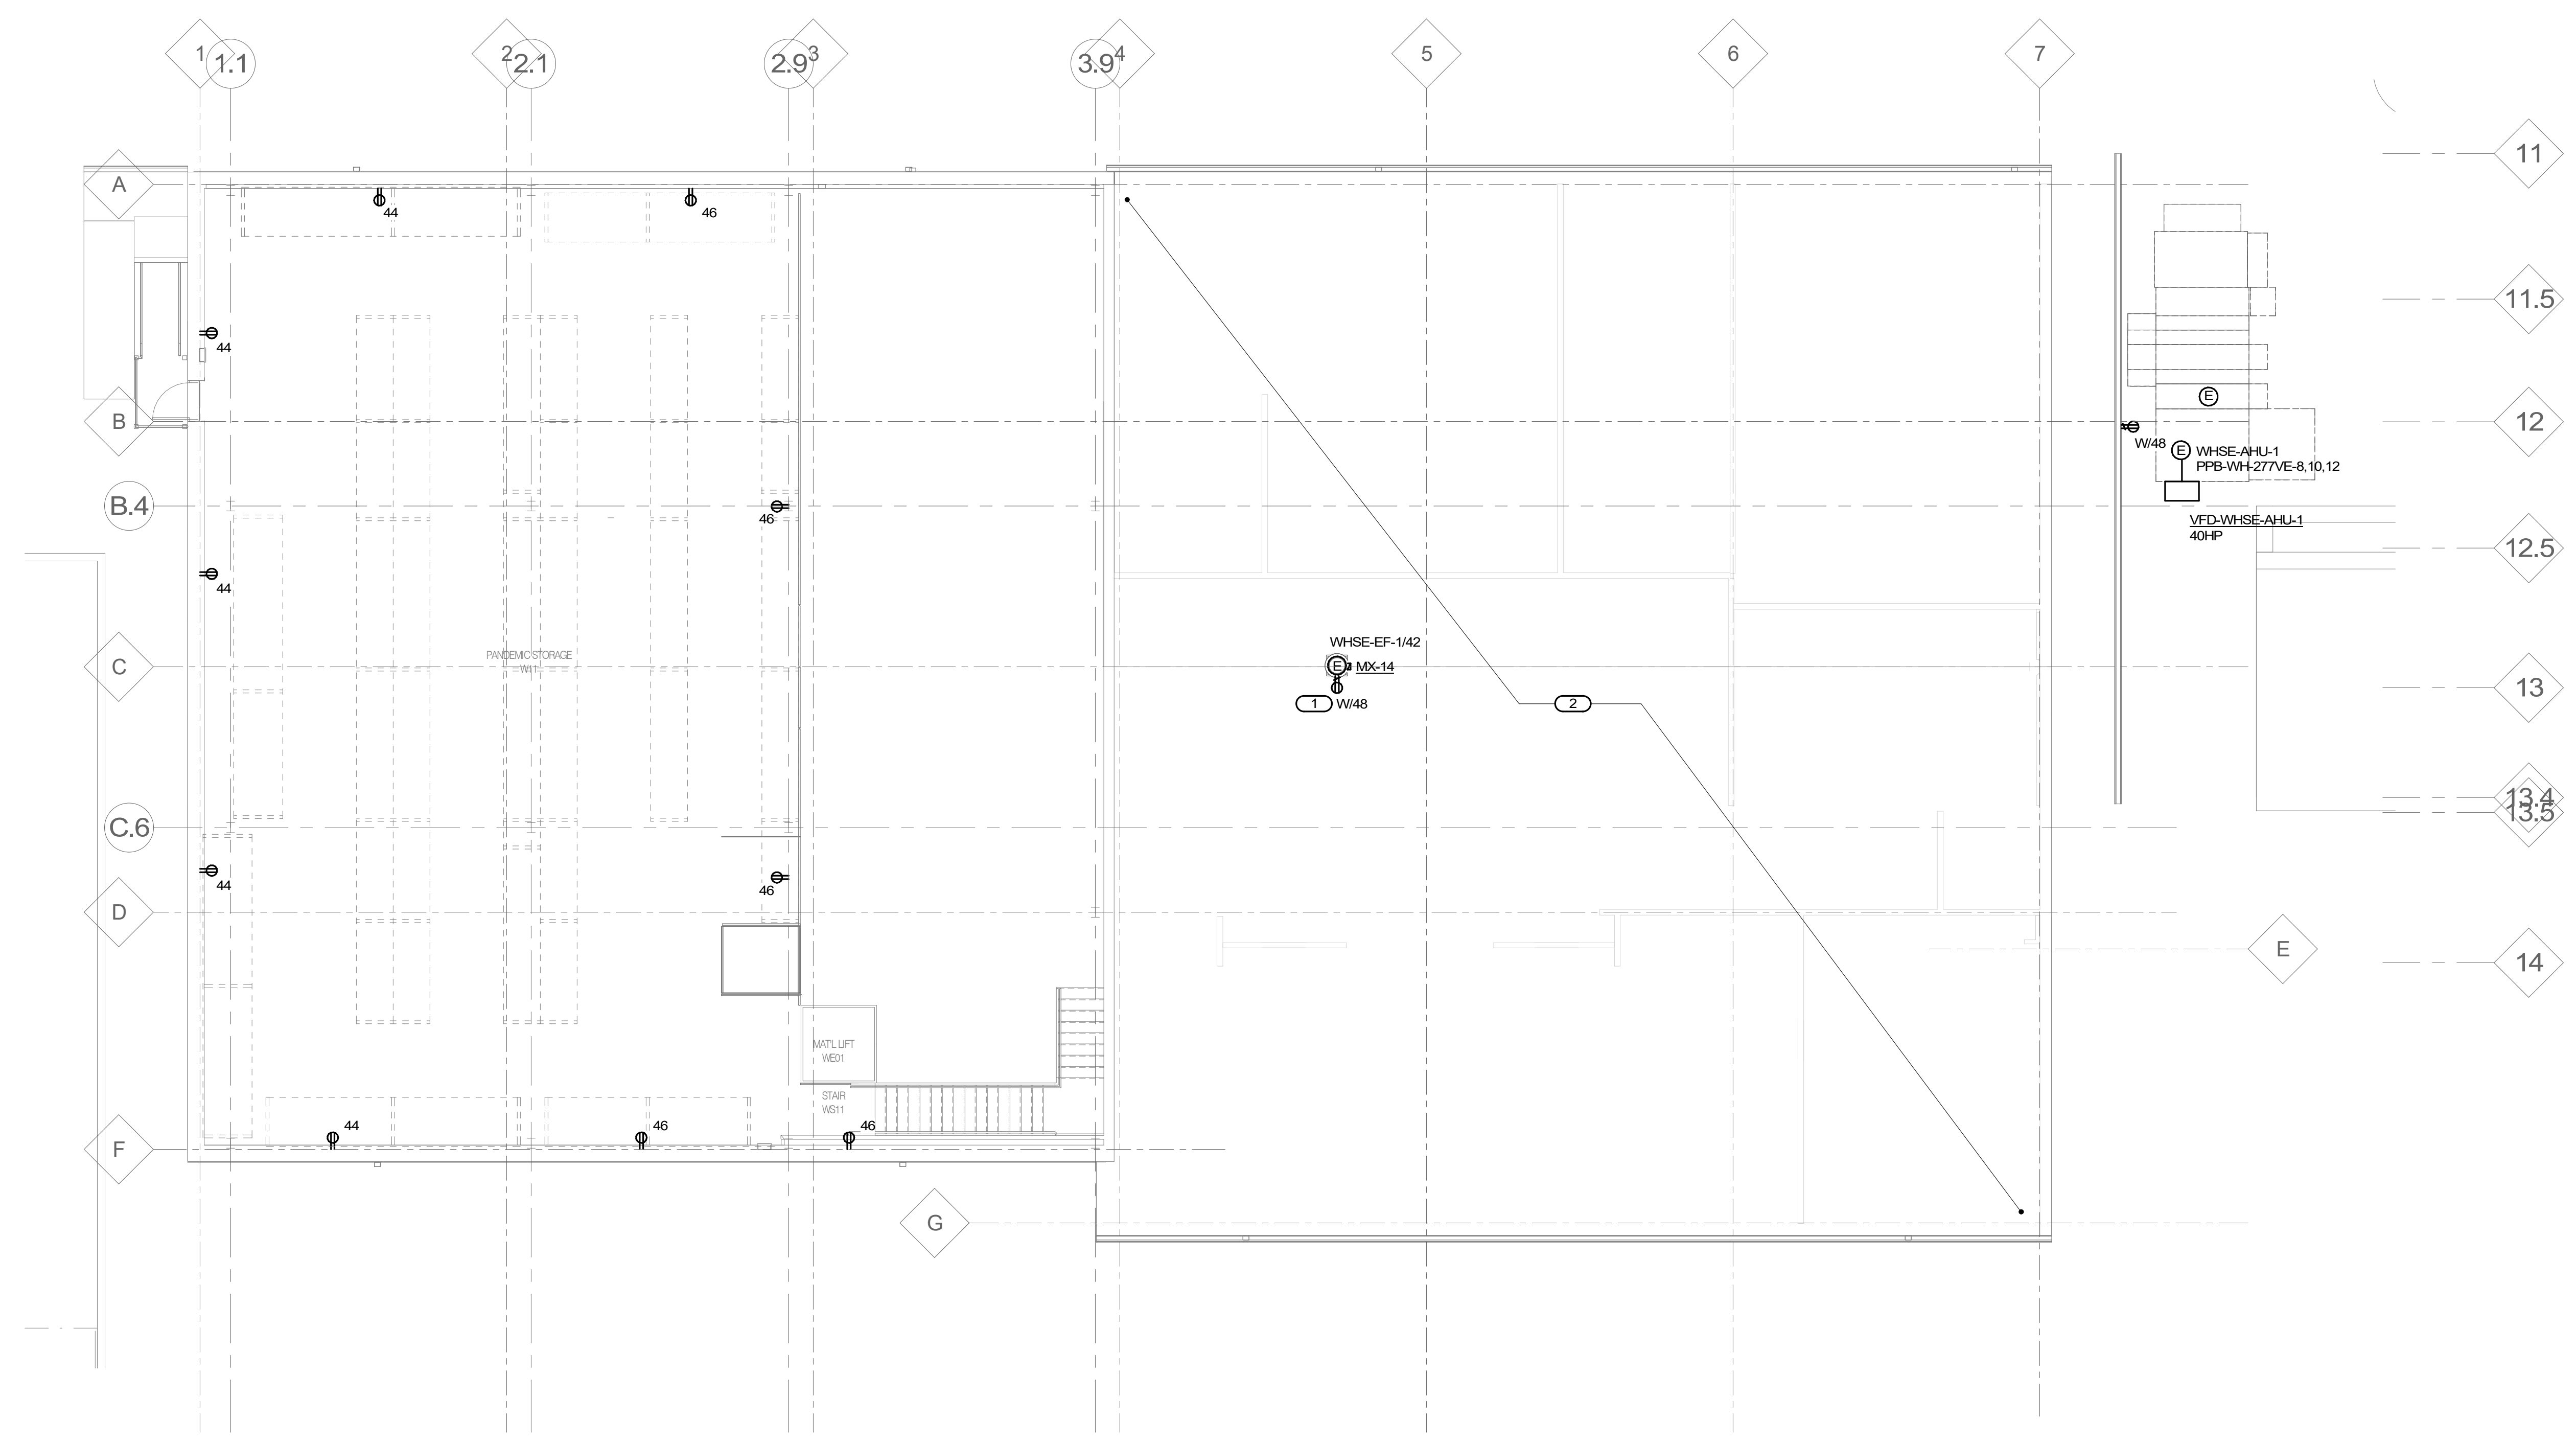 1
1.1
2
2.1
2.9
3
3.9
4
5
6
7
A
11
44
46
11.5
44
E
B
12
W/48
E
WHSE-AHU-1
PPB-WH-277VE-8,10,12
B.4
46
VFD-WHSE-AHU-1
40HP
12.5
44
WHSE-EF-1/42
PANDEMIC STORAGE
W11
C
E
MX-14
13
1
W/48
2
13.4
13.5
C.6
44
46
D
E
14
MAT'L LIFT
WE01
STAIR
WS11
44
46
46
F
G